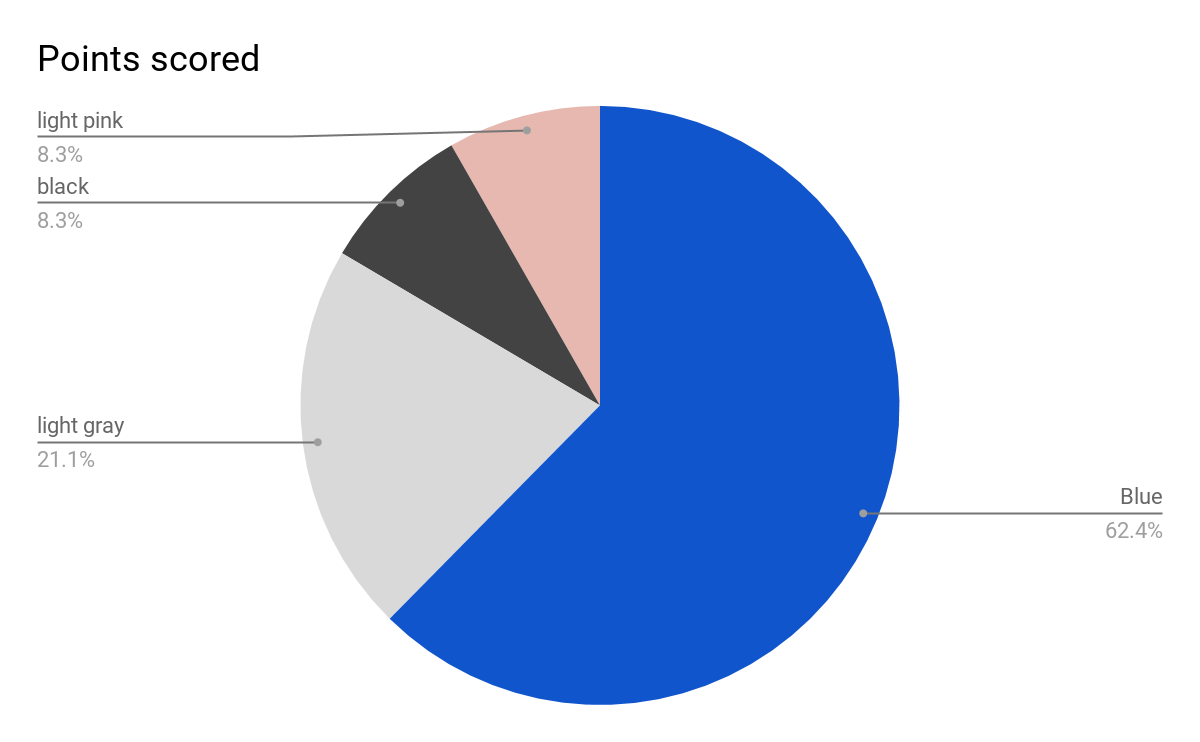 Points scored
light pink
8.3%
black
8.3%
light gray
21.1%
Blue
62.4%